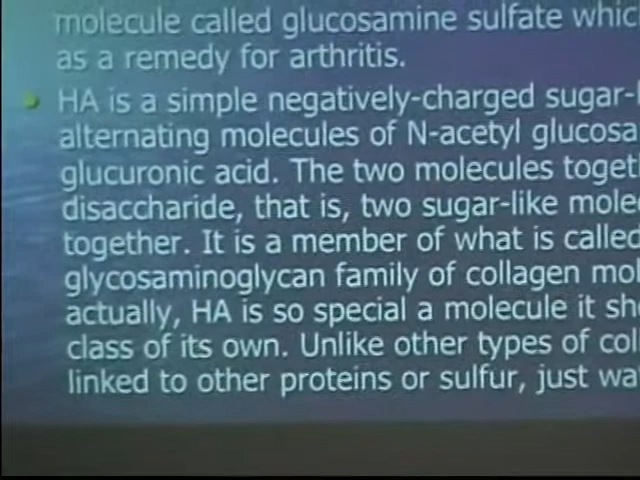 molecule called glucosamine sulfate whic
as a remedy for arthritis.
HA is a simple negatively-charged sugar-l
alternating molecules of N-acetyl glucosa
glucuronic acid. The two molecules toget
disaccharide, that is, two sugar-like mole
together. It is a member of what is called
glycosaminoglycan family of collagen mol
actually, HA is so special a molecule it sh
class of its own. Unlike other types of col
linked to other proteins or sulfur, just wa